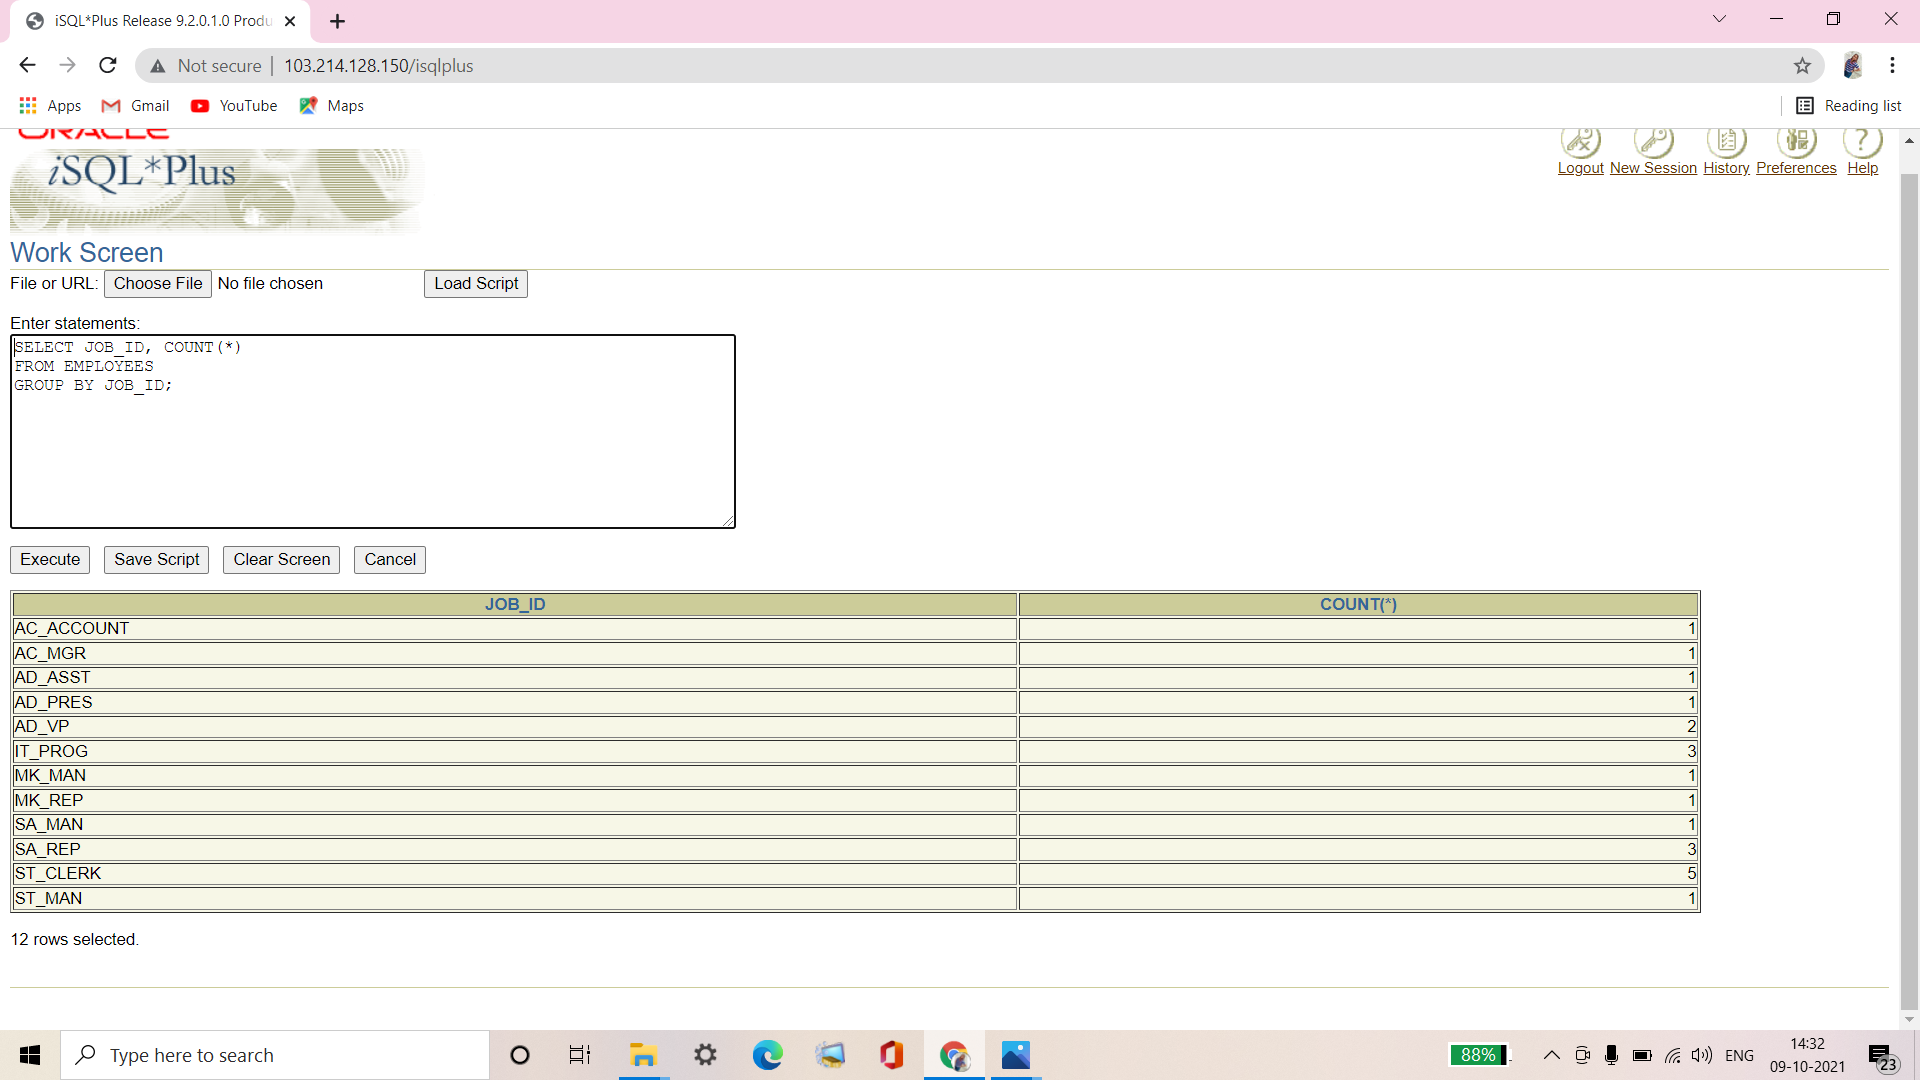 iSQL*Plus Release 9.2.0.1.0 Produ
Not secure | 103.214.128.150/isqlplus
Apps Gmail YouTube Maps Reading list
ORACLE
iSQL*Plus
Logout New Session History Preferences Help
Work Screen
File or URL: Choose File No file chosen Load Script
Enter statements:
SELECT JOB_ID, COUNT(*)
FROM EMPLOYEES
GROUP BY JOB_ID;
Execute Save Script Clear Screen Cancel
JOB_ID COUNT(*)
AC_ACCOUNT 1
AC_MGR 1
AD_ASST 1
AD_PRES 1
AD_VP 2
IT_PROG 3
MK_MAN 1
MK_REP 1
SA_MAN 1
SA_REP 3
ST_CLERK 5
ST_MAN 1
12 rows selected.
Type here to search
88%
ENG
14:32
09-10-2021
23